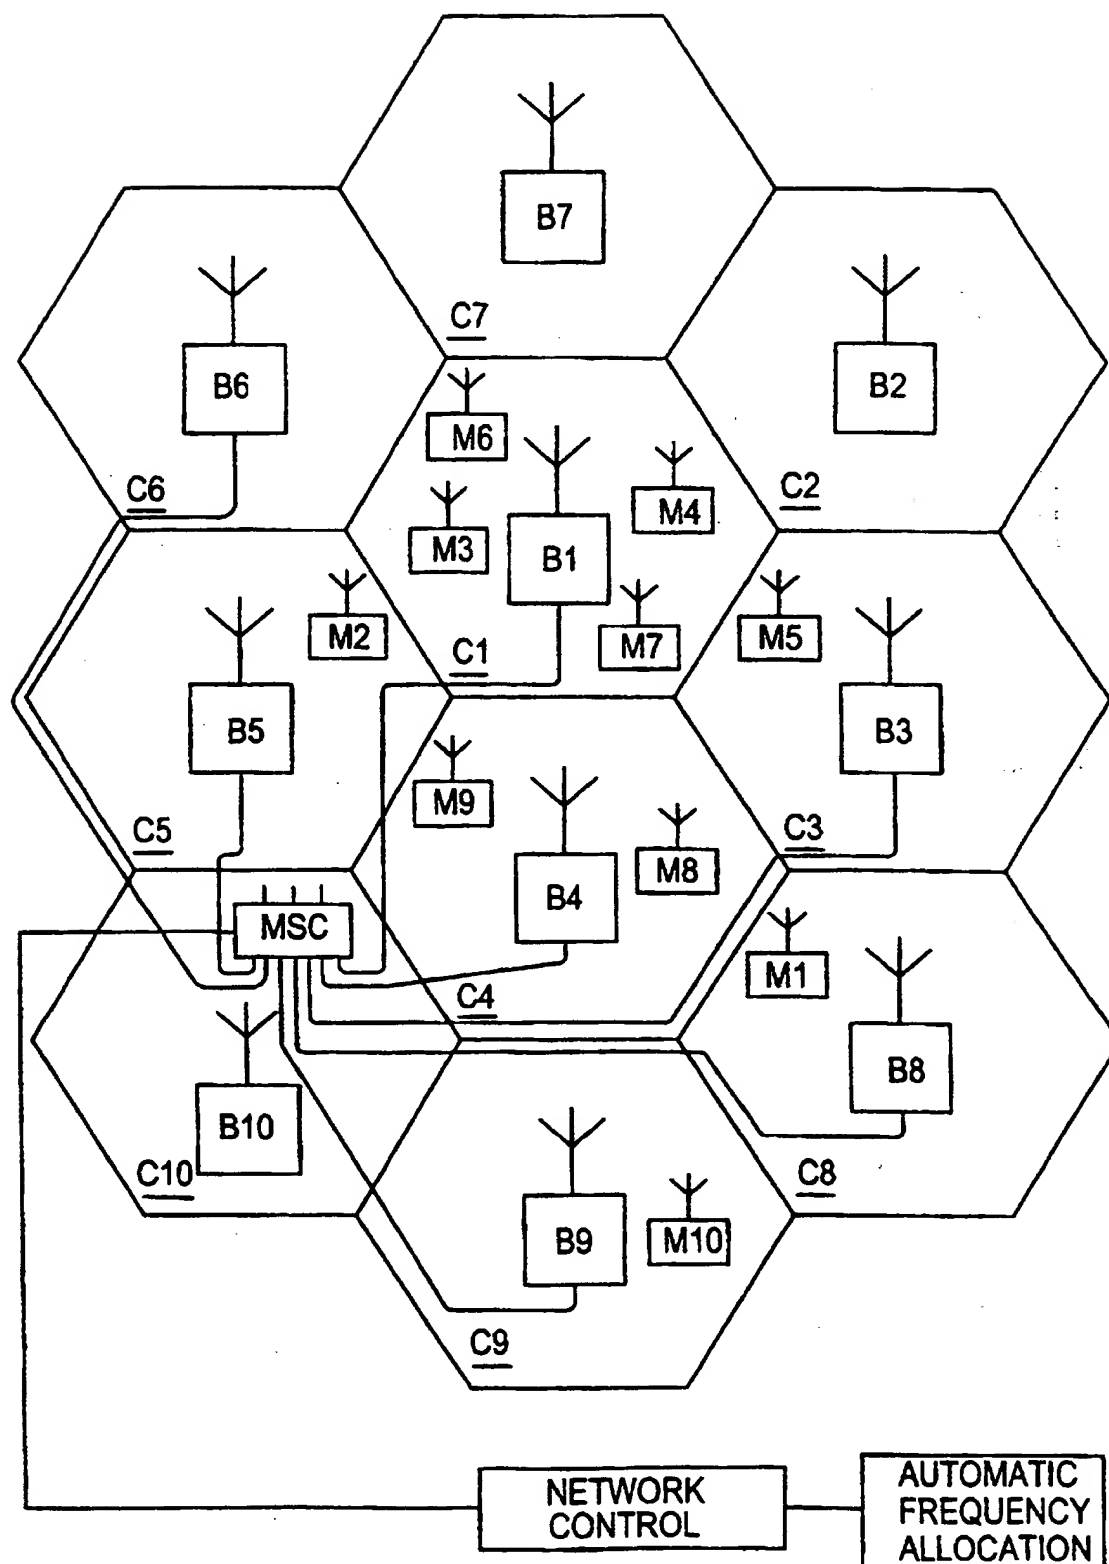 B7
C7
B6
B2
M6
C6
C2
M4
M3
B1
M2
M7
M5
C1
B5
B3
M9
C5
C3
M8
B4
MSC
M1
C4
B8
B10
C10
C8
B9
M10
C9
NETWORK
CONTROL
AUTOMATIC
FREQUENCY
ALLOCATION